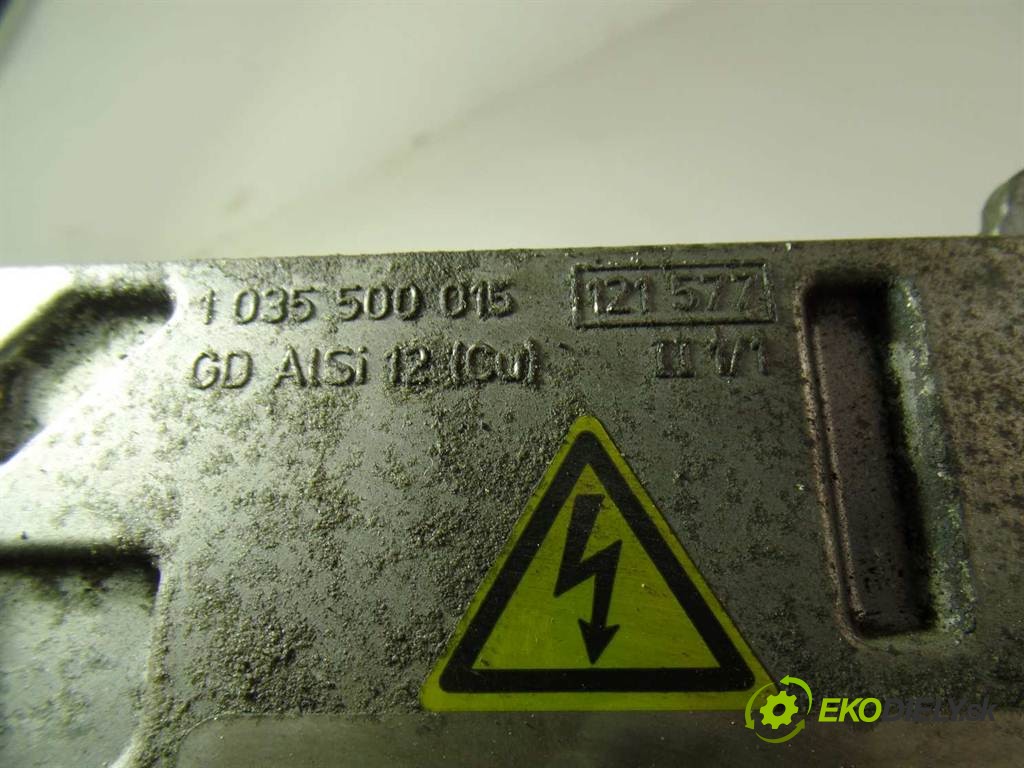 1 035 500 015 121 577
GD AlSi 12 (Cu) II 1/1
EKODIELY.sk